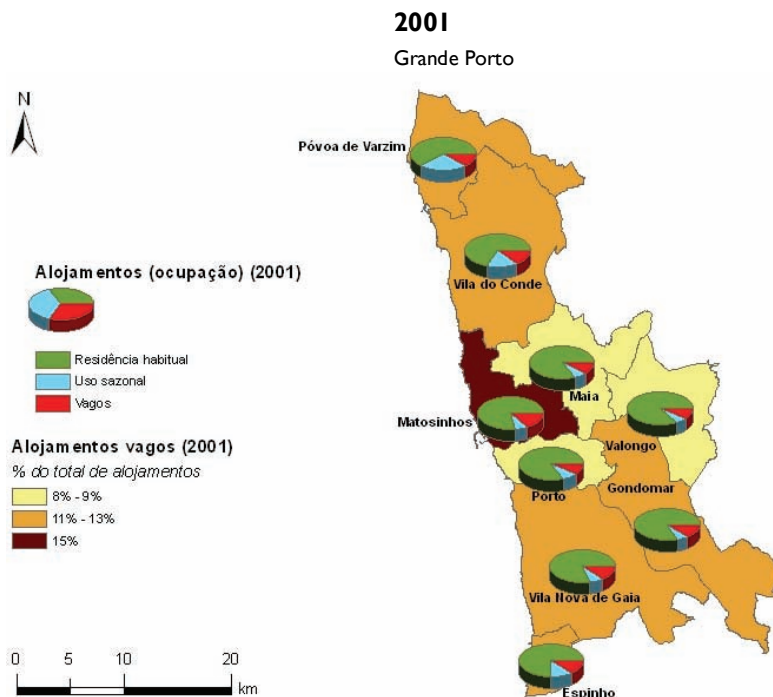 2001
Grande Porto
N
Póvoa de Varzim
Alojamentos (ocupação) (2001)
Vila do Conde
Residência habitual
Uso sazonal
Vagos
Maia
Matosinhos
Valongo
Alojamentos vagos (2001)
% do total de alojamentos
8% - 9%
11% - 13%
15%
Porto
Gondomar
Vila Nova de Gaia
0 5 10 20
km
Espinho